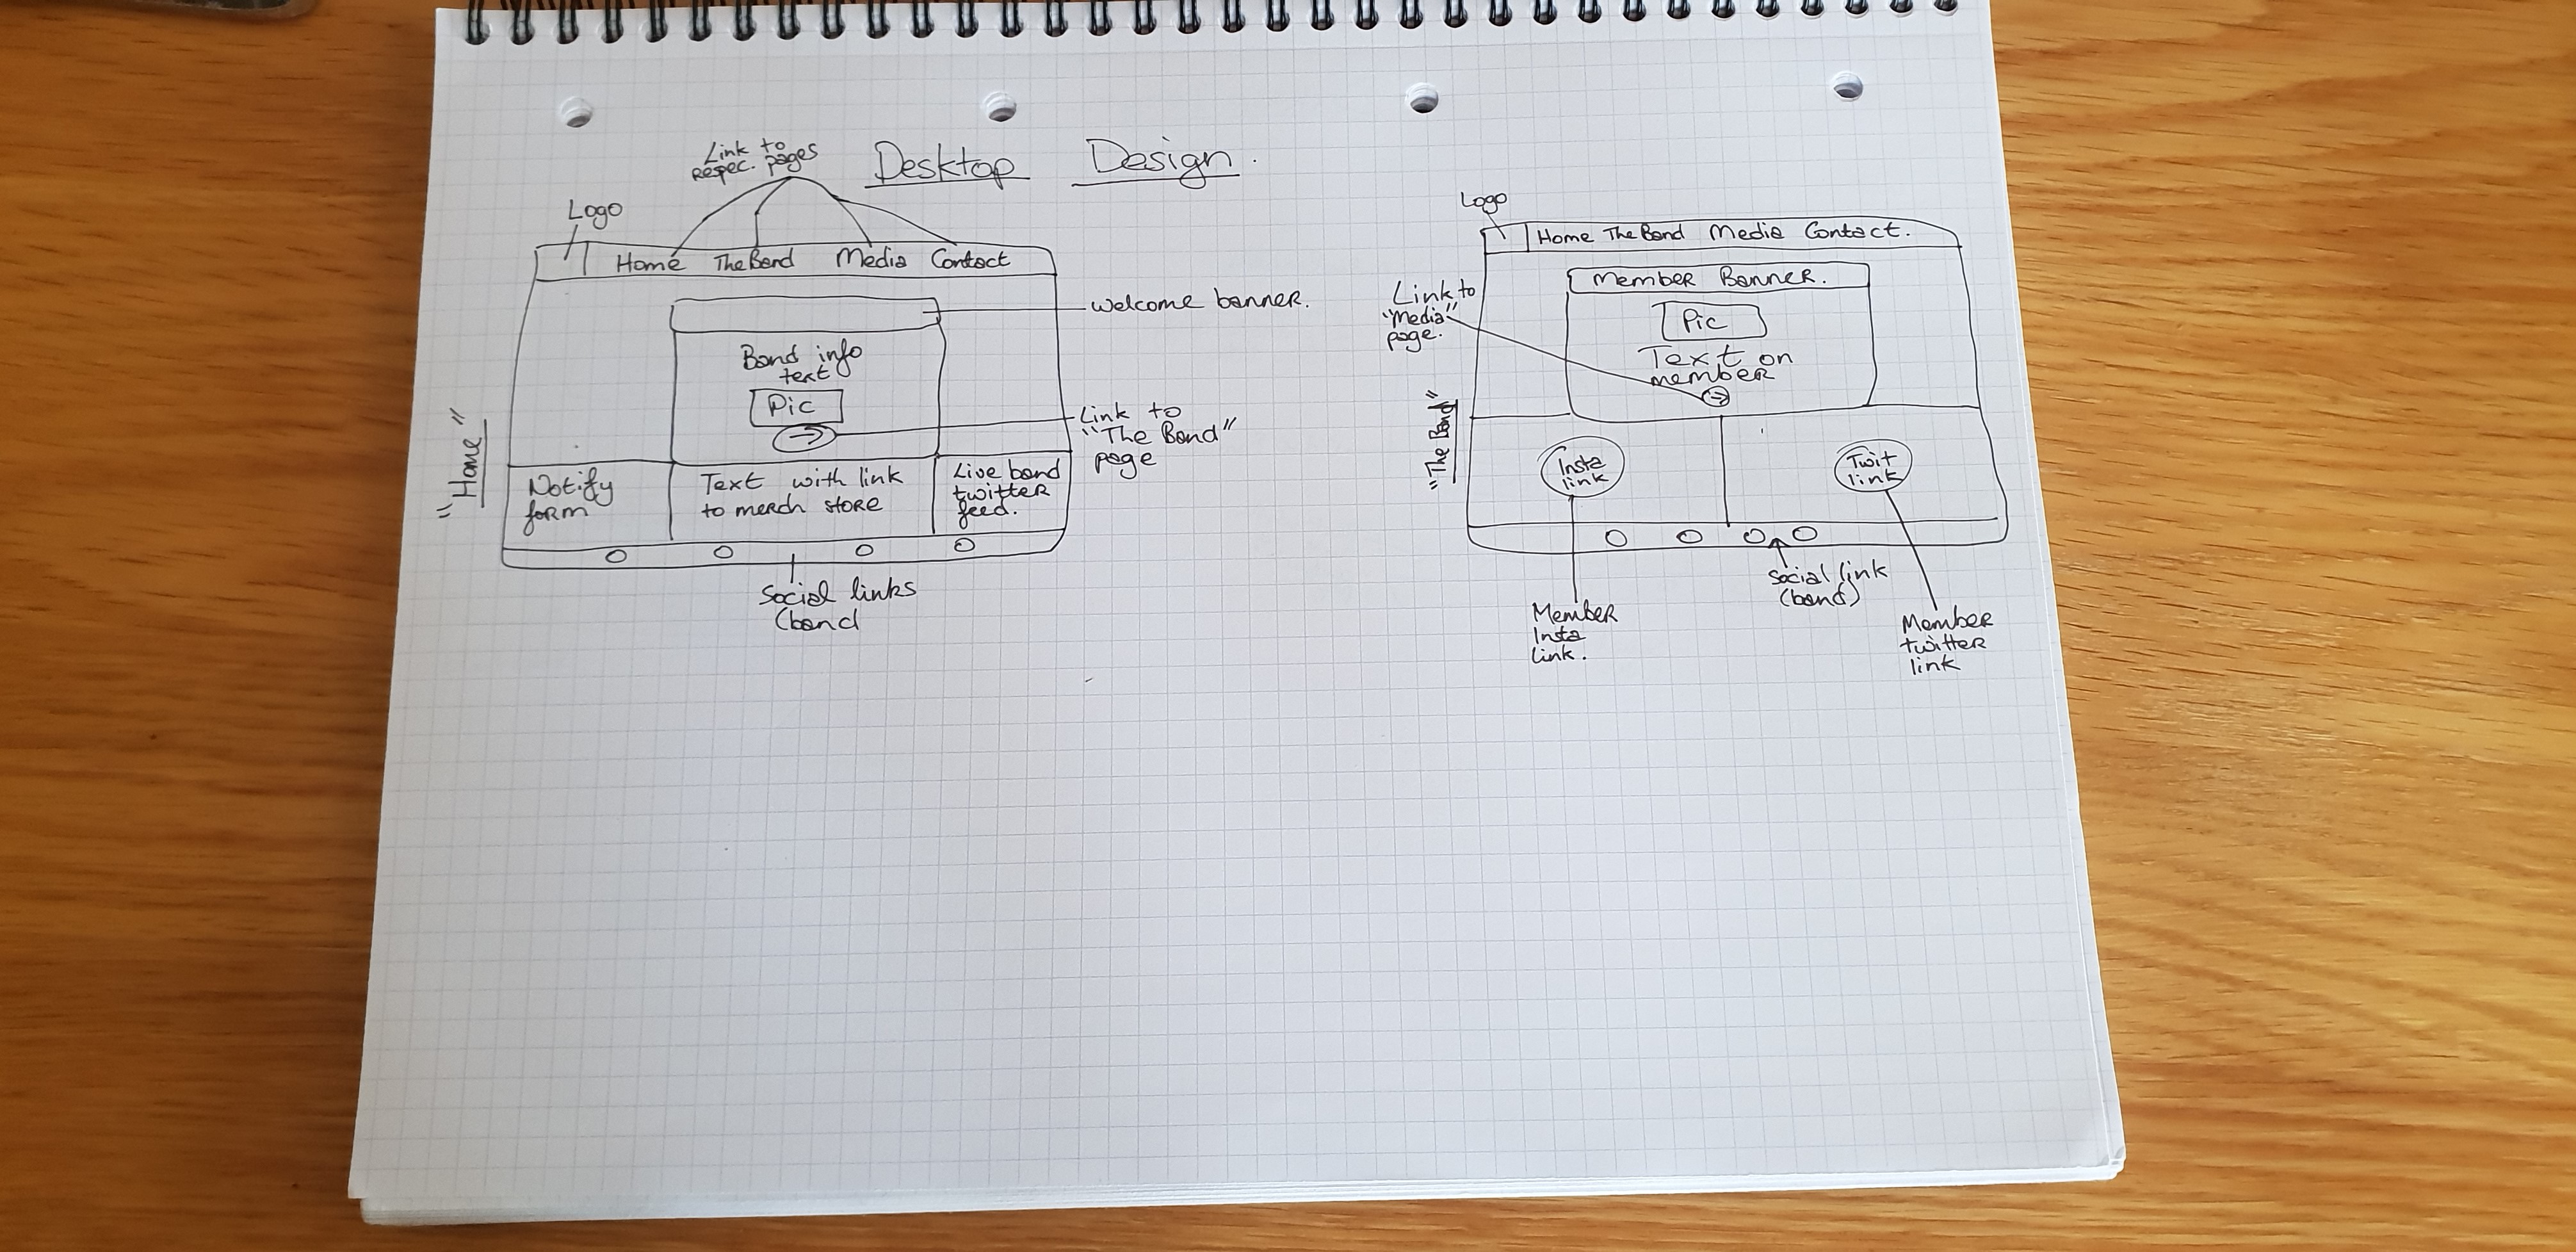 Desktop Design.
Link to
respec. pages
Logo
Home The Band Media Contact
welcome banner.
Band info
text
Pic
Link to
"The Band"
page
"Home"
Notify
form
Text with link
to merch store
Live band
twitter
feed.
Social links
(band
Logo
Home The Band Media Contact.
Member Banner.
Link to
"Media"
page.
Pic
Text on
member
"The Band"
Insta
link
Twit
link
Social link
(band)
Member
Insta
link.
Member
twitter
link